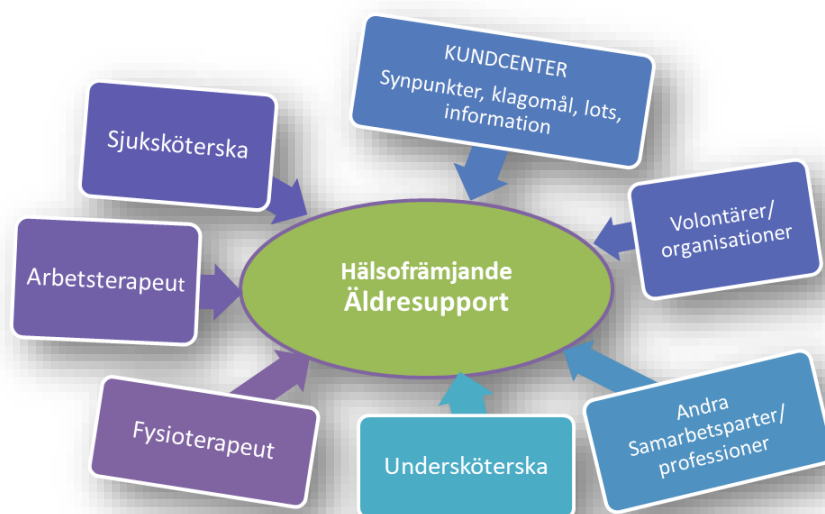 KUNDCENTER
Synpunkter, klagomål, lots,
information
Sjuksköterska
Volontärer/
organisationer
Arbetsterapeut
Hälsofrämjande
Äldresupport
Andra
Samarbetsparter/
professioner
Fysioterapeut
Undersköterska